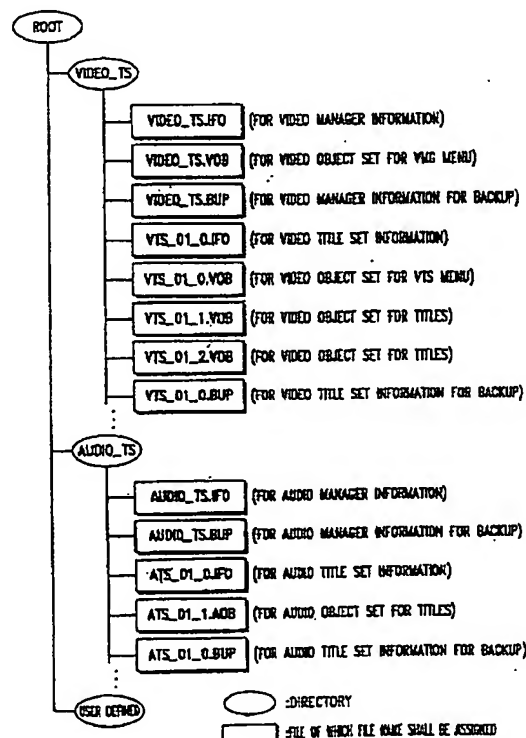 ROOT
VIDEO_TS
VIDEO_TS.IFO (FOR VIDEO MANAGER INFORMATION)
VIDEO_TS.VOB (FOR VIDEO OBJECT SET FOR VMG MENU)
VIDEO_TS.BUP (FOR VIDEO MANAGER INFORMATION FOR BACKUP)
VTS_01_0.IFO (FOR VIDEO TITLE SET INFORMATION)
VTS_01_0.VOB (FOR VIDEO OBJECT SET FOR VTS MENU)
VTS_01_1.VOB (FOR VIDEO OBJECT SET FOR TITLES)
VTS_01_2.VOB (FOR VIDEO OBJECT SET FOR TITLES)
VTS_01_0.BUP (FOR VIDEO TITLE SET INFORMATION FOR BACKUP)
AUDIO_TS
AUDIO_TS.IFO (FOR AUDIO MANAGER INFORMATION)
AUDIO_TS.BUP (FOR AUDIO MANAGER INFORMATION FOR BACKUP)
ATS_01_0.IFO (FOR AUDIO TITLE SET INFORMATION)
ATS_01_1.AOB (FOR AUDIO OBJECT SET FOR TITLES)
ATS_01_0.BUP (FOR AUDIO TITLE SET INFORMATION FOR BACKUP)
USER DEFINED
:DIRECTORY
:FILE OF WHICH FILE NAME SHALL BE ASSIGNED